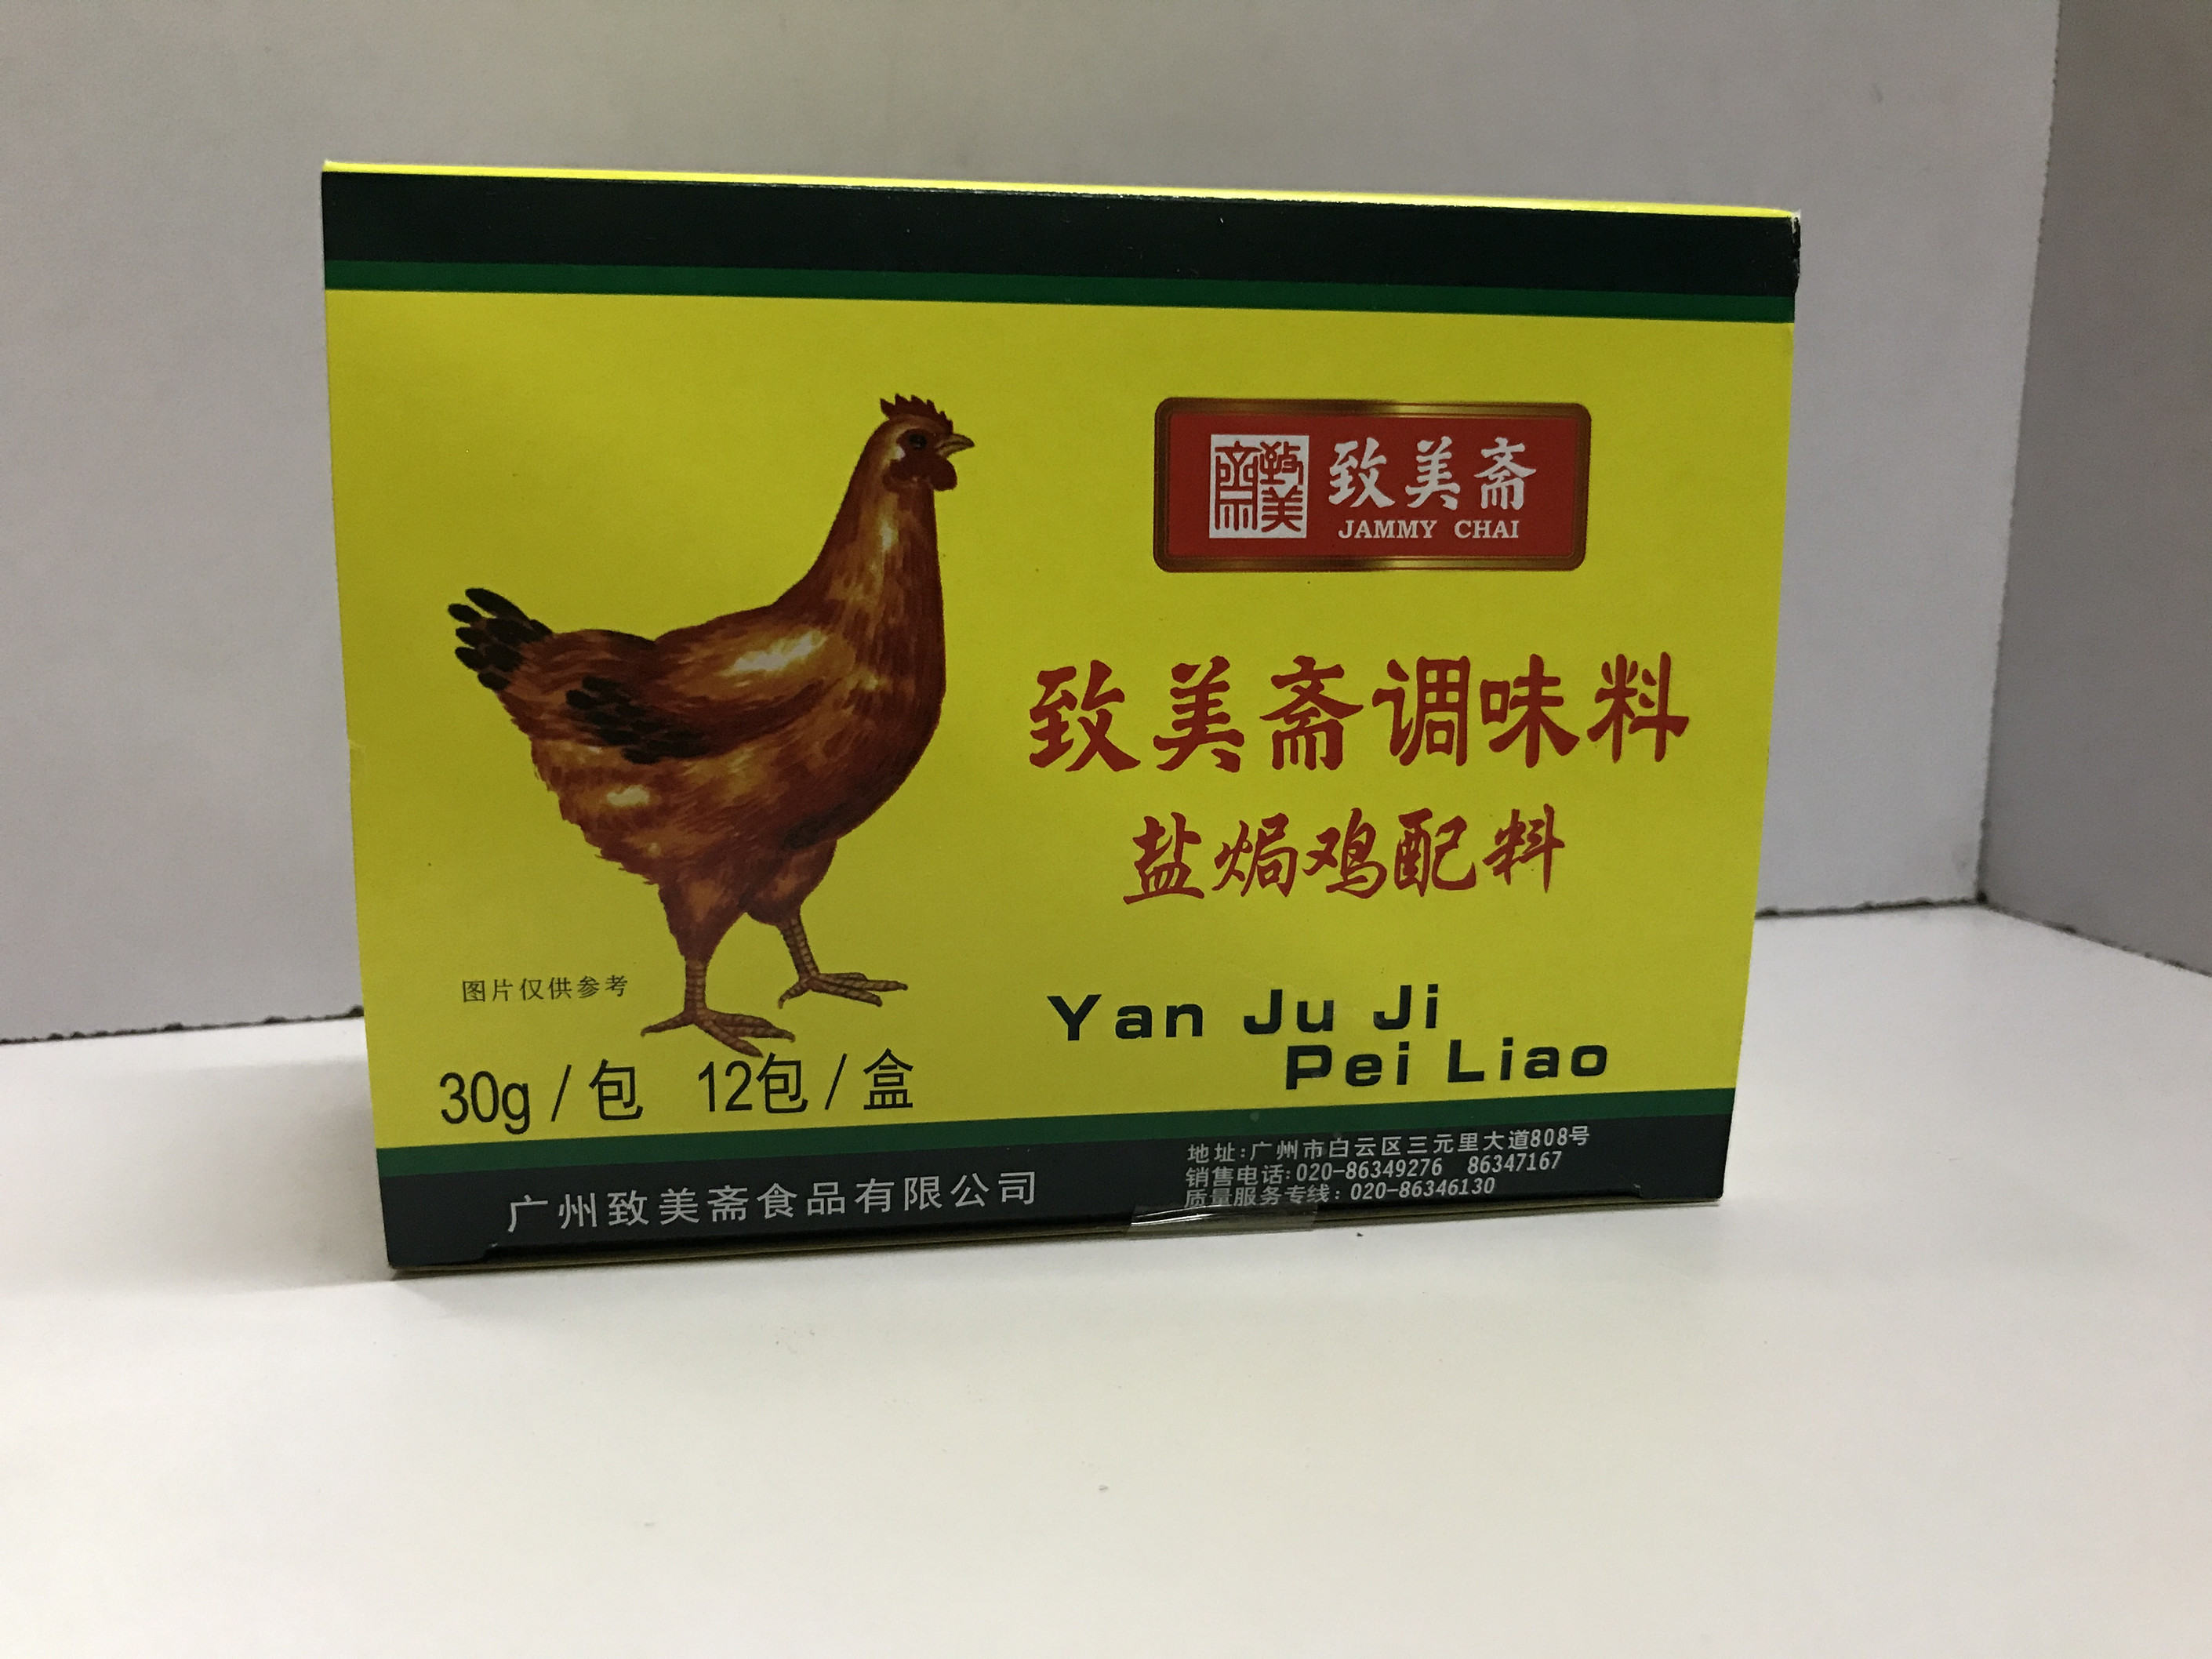 致美斋
致美斋
JAMMY CHAI
致美斋调味料
盐焗鸡配料
图片仅供参考
Yan Ju Ji
Pei Liao
30g / 包 12包 / 盒
广州致美斋食品有限公司
地址:广州市白云区三元里大道808号
销售电话:020-86349276 86347167
质量服务专线:020-86346130